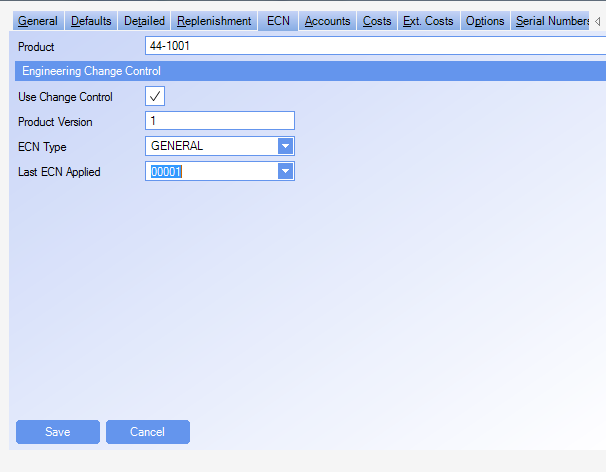 General Defaults Detailed Replenishment ECN Accounts Costs Ext. Costs Options Serial Numbers
Product 44-1001
Engineering Change Control
Use Change Control
Product Version 1
ECN Type GENERAL
Last ECN Applied 00001
Save Cancel